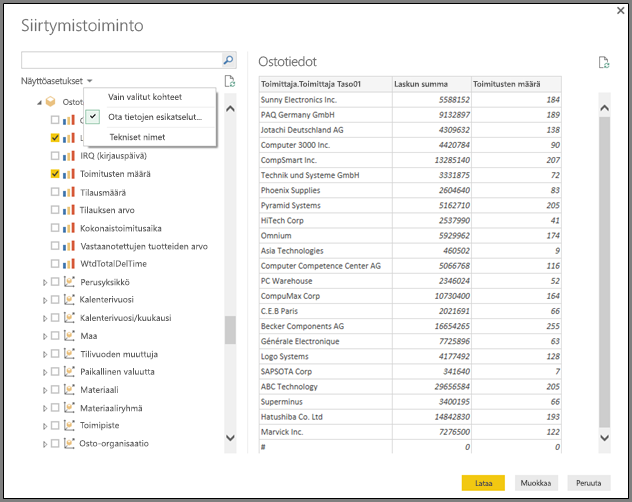 Siirtymistoiminto
Näyttöasetukset
Vain valitut kohteet
Ota tietojen esikatselut...
Tekniset nimet
Ostoti
L
IRQ (kirjauspäivä)
Toimitusten määrä
Tilausmäärä
Tilauksen arvo
Kokonaistoimitusaika
Vastaanotettujen tuotteiden arvo
WtdTotalDelTime
Perusyksikkö
Kalenterivuosi
Kalenterivuosi/kuukausi
Maa
Tilivuoden muuttuja
Paikallinen valuutta
Materiaali
Materiaaliryhmä
Toimipiste
Osto-organisaatio
Ostotiedot
Toimittaja.Toimittaja Taso01 Laskun summa Toimitusten määrä
Sunny Electronics Inc. 5588152 184
PAQ Germany GmbH 9132897 189
Jotachi Deutschland AG 4309632 138
Computer 3000 Inc. 4420784 90
CompSmart Inc. 13285140 207
Technik und Systeme GmbH 3331875 72
Phoenix Supplies 2604640 83
Pyramid Systems 5162710 205
HiTech Corp 2537990 41
Omnium 5929962 174
Asia Technologies 460502 9
Computer Competence Center AG 5066768 116
PC Warehouse 2346024 52
CompuMax Corp 10730400 164
C.E.B Paris 2021691 66
Becker Components AG 16654265 255
Générale Electronique 7725896 63
Logo Systems 4177492 128
SAPSOTA Corp 341640 7
ABC Technology 29656584 205
Superminus 3400195 66
Hatushiba Co. Ltd 14842830 193
Marvick Inc. 7276500 122
# 0 0
Lataa Muokkaa Peruuta